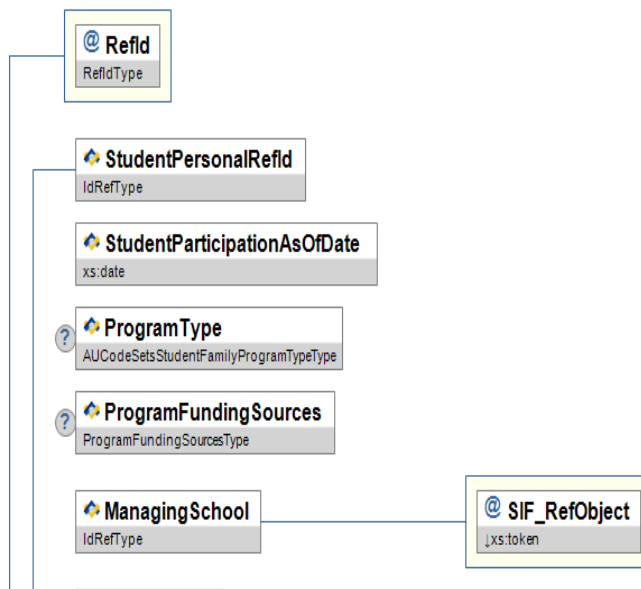 @ RefId
RefIdType
StudentPersonalRefId
IdRefType
StudentParticipationAsOfDate
xs:date
? ProgramType
AUCodeSetsStudentFamilyProgramTypeType
? ProgramFundingSources
ProgramFundingSourcesType
ManagingSchool
IdRefType
@ SIF_RefObject
↓xs:token